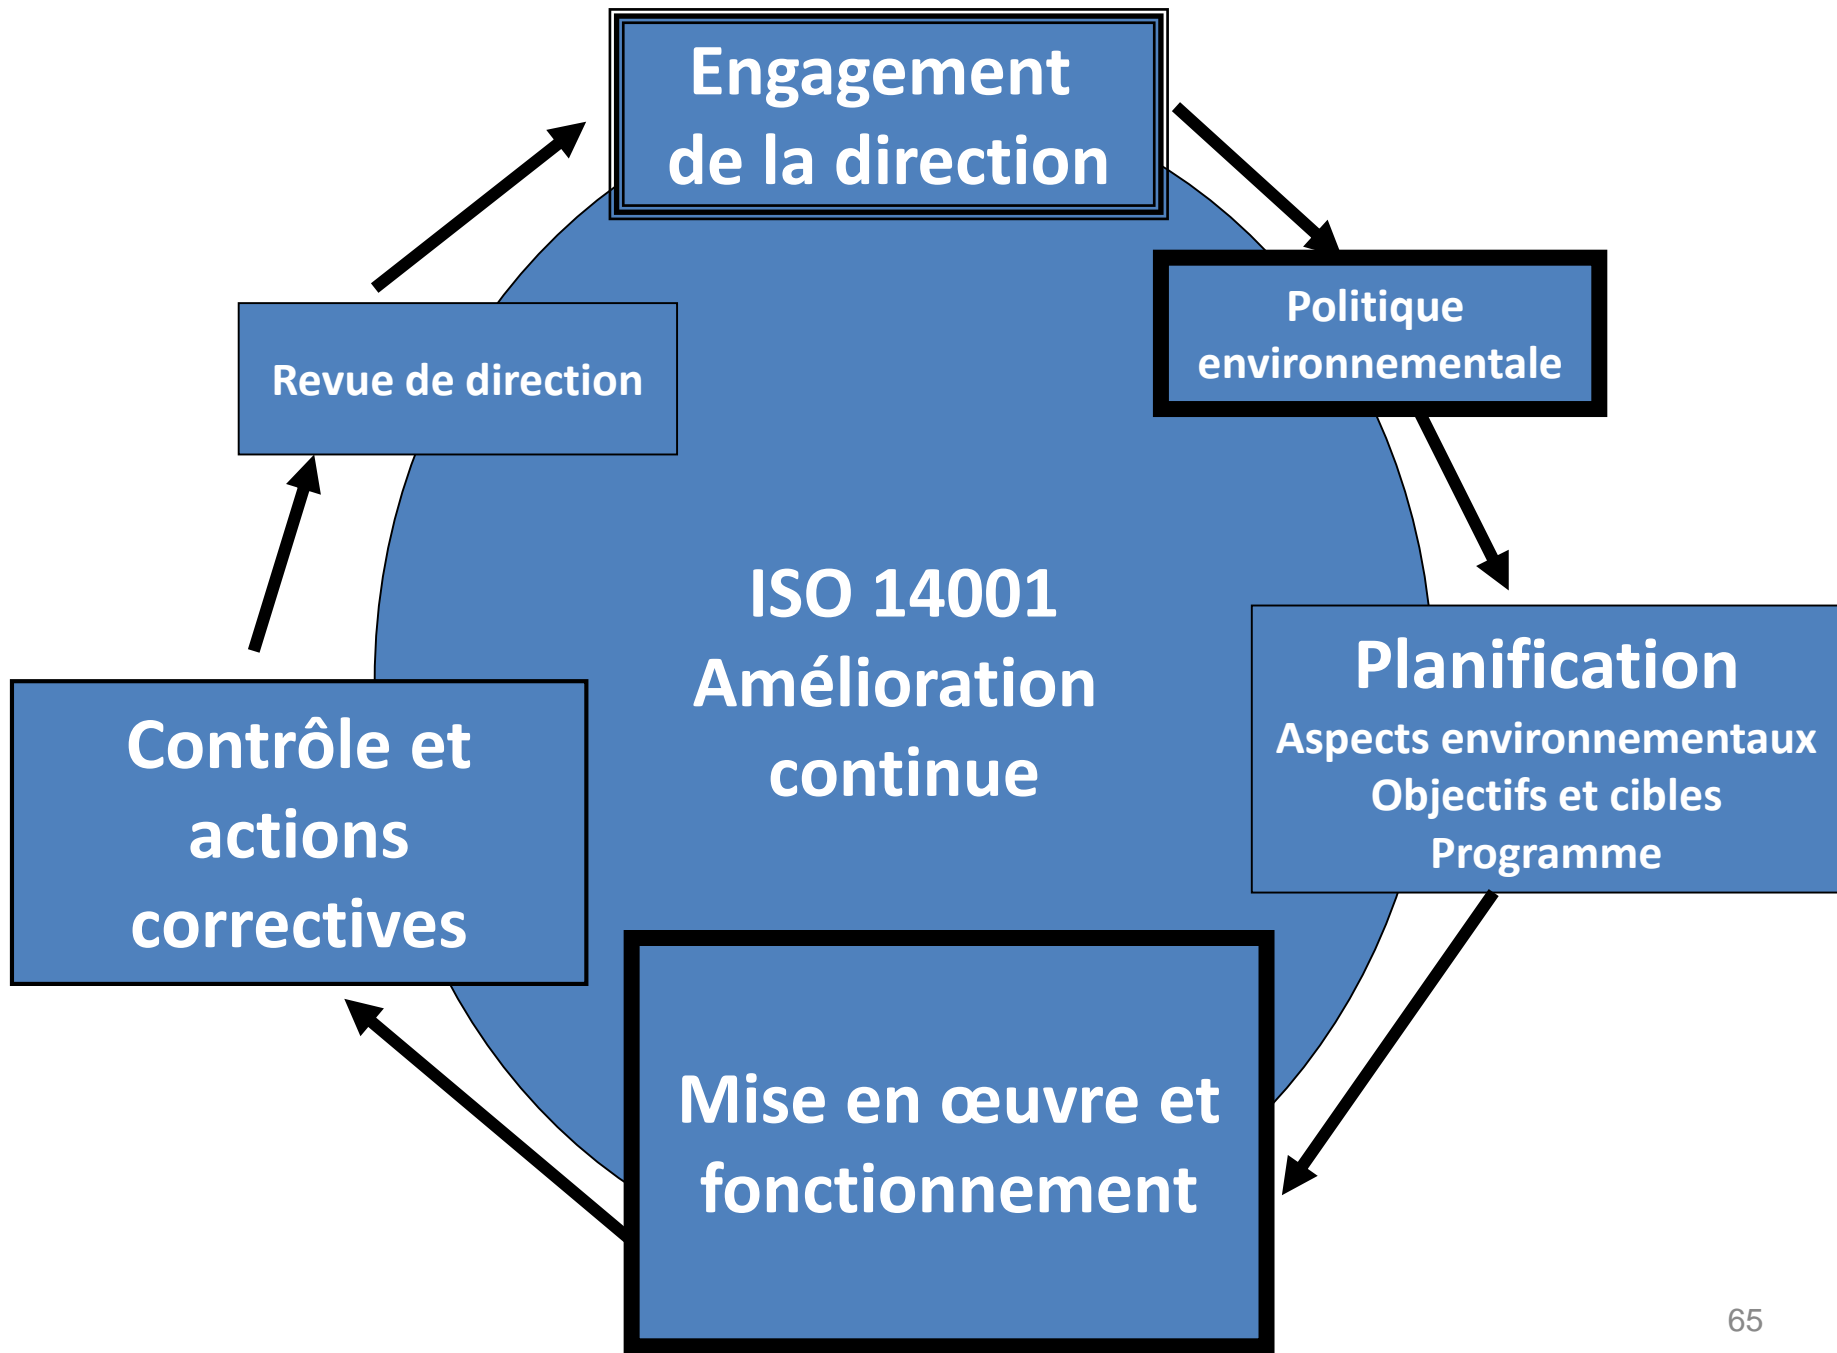 Engagement
de la direction
Politique
environnementale
Revue de direction
ISO 14001
Amélioration
continue
Planification
Aspects environnementaux
Objectifs et cibles
Programme
Contrôle et
actions
correctives
Mise en œuvre et
fonctionnement
65